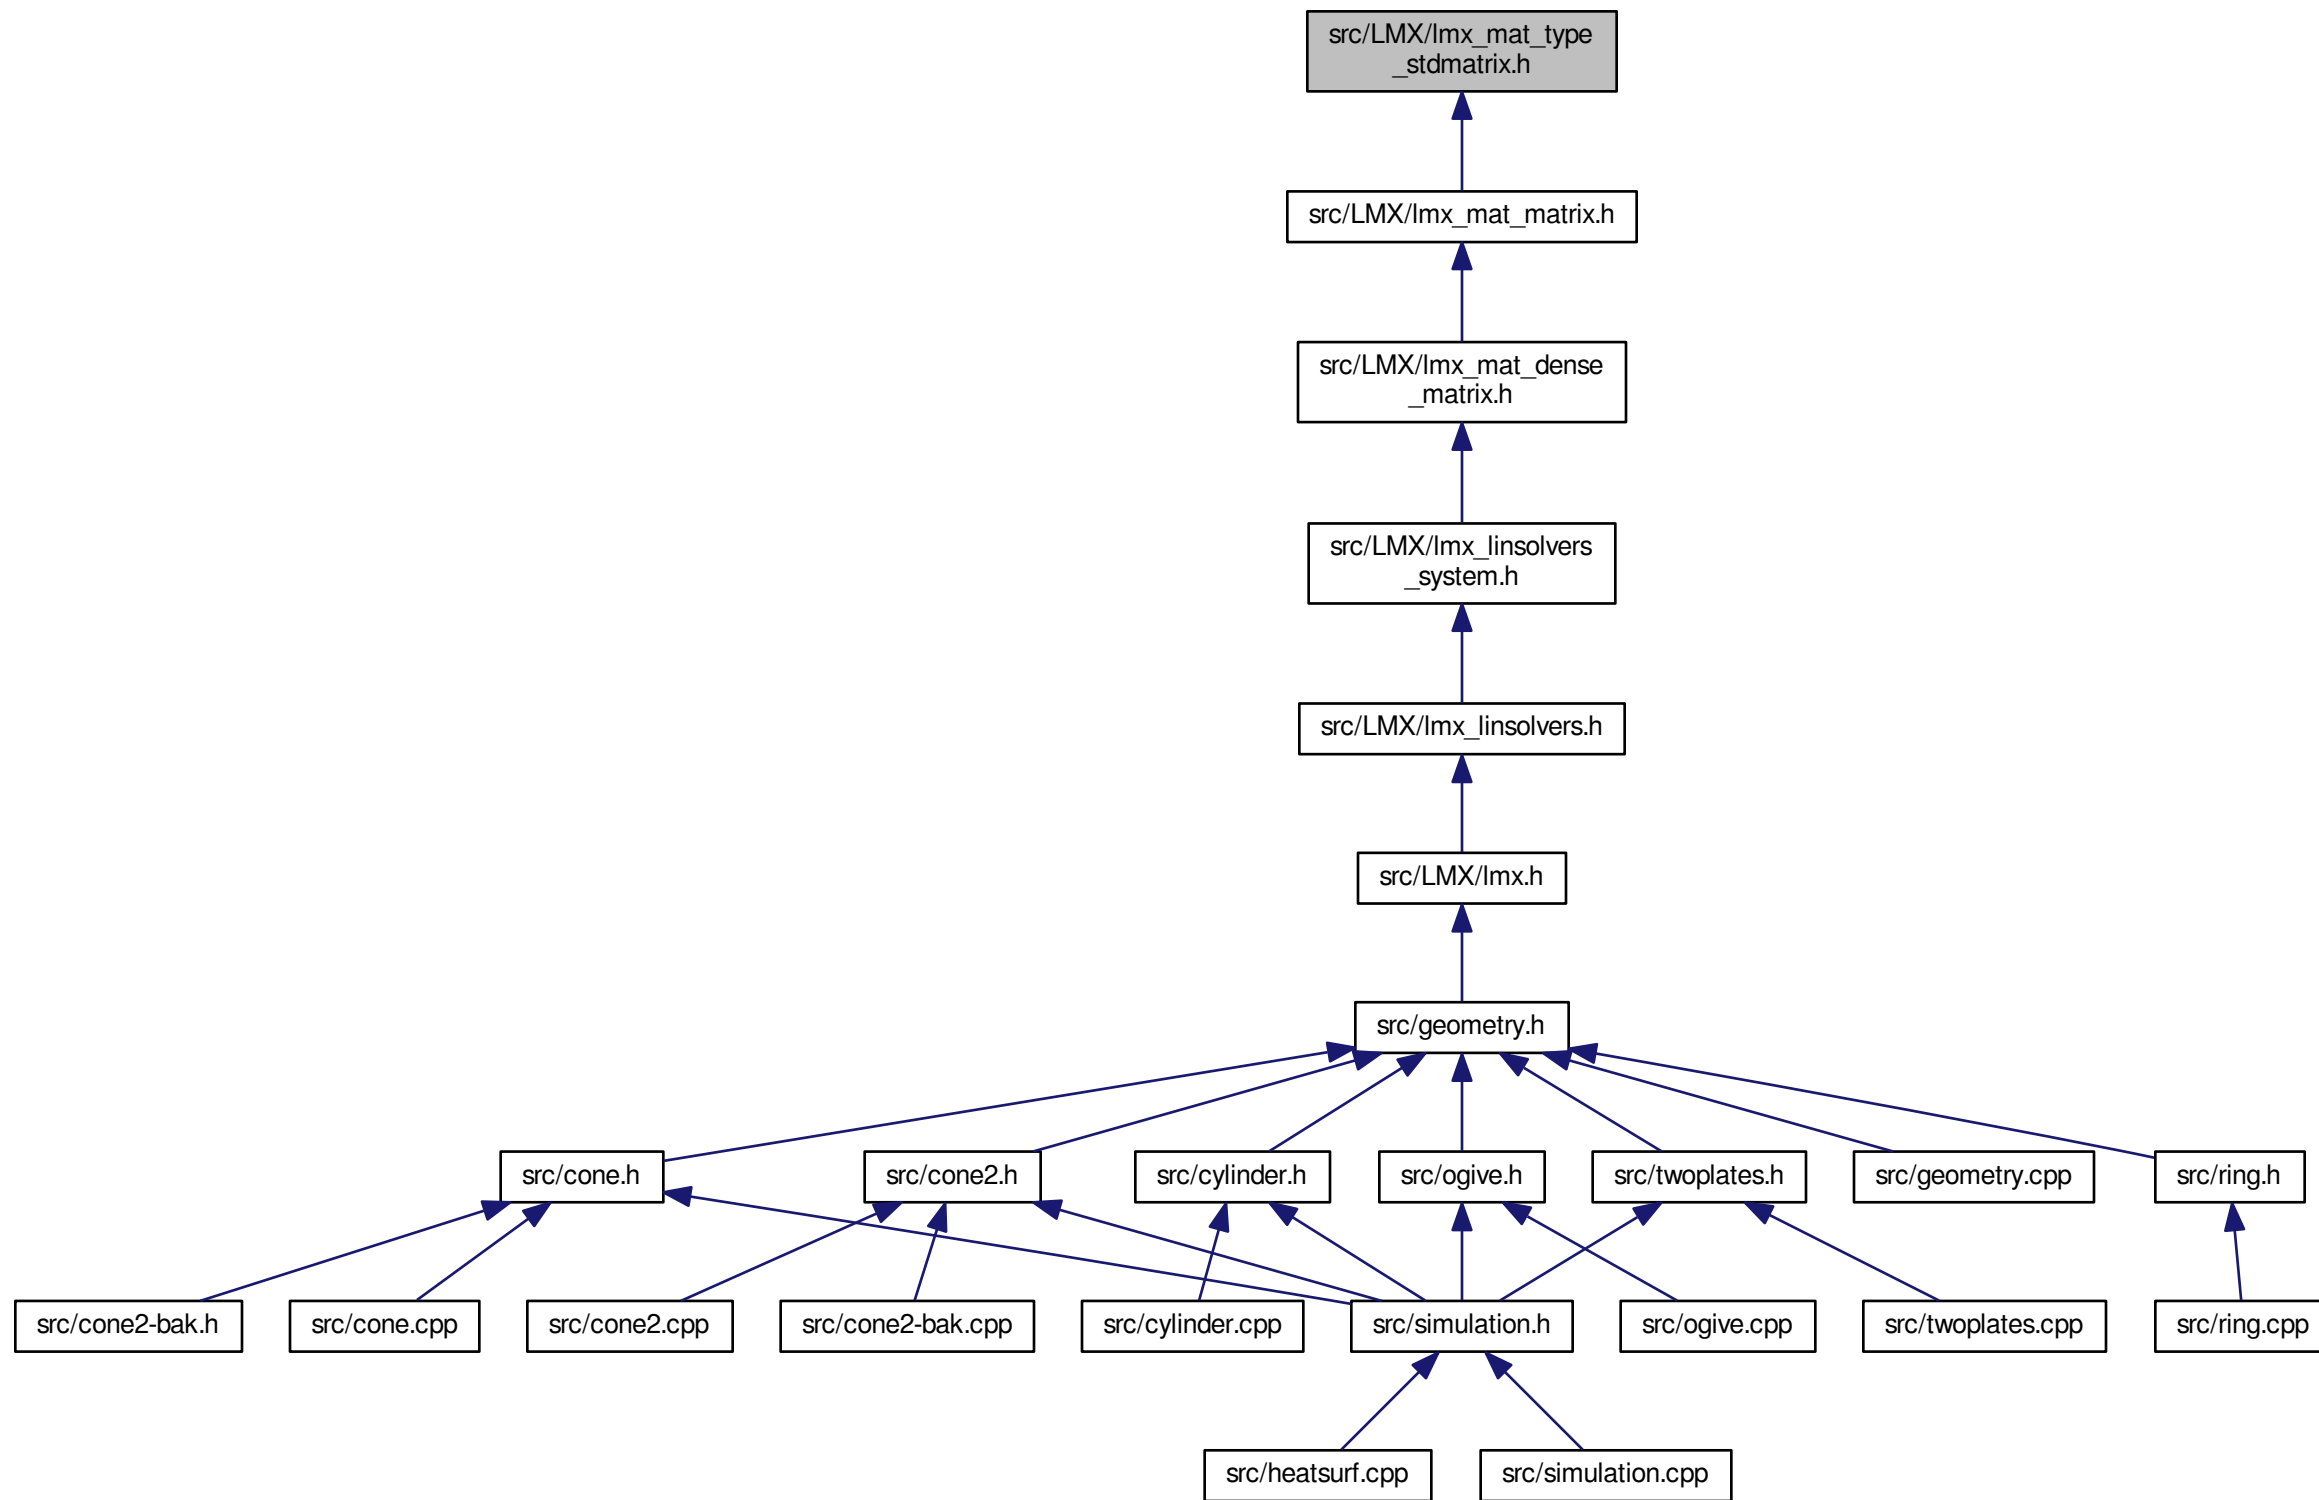 src/LMX/lmx_mat_type
_stdmatrix.h
src/LMX/lmx_mat_matrix.h
src/LMX/lmx_mat_dense
_matrix.h
src/LMX/lmx_linsolvers
_system.h
src/LMX/lmx_linsolvers.h
src/LMX/lmx.h
src/geometry.h
src/cone.h
src/cone2.h
src/cylinder.h
src/ogive.h
src/twoplates.h
src/geometry.cpp
src/ring.h
src/cone2-bak.h
src/cone.cpp
src/cone2.cpp
src/cone2-bak.cpp
src/cylinder.cpp
src/simulation.h
src/ogive.cpp
src/twoplates.cpp
src/ring.cpp
src/heatsurf.cpp
src/simulation.cpp